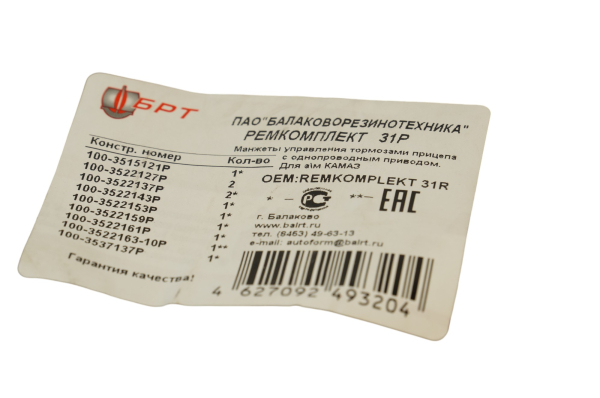 БРТ
ПАО"БАЛАКОВОРЕЗИНОТЕХНИКА"
РЕМКОМПЛЕКТ 31Р
Манжеты управления тормозами прицепа
с однопроводным приводом.
Для а\м КАМАЗ
OEM:REMKOMPLEKT 31R
Констр. номер Кол-во
100-3515121Р 1*
100-3522127Р 2
100-3522137Р 2*
100-3522143Р 1*
100-3522153Р 1*
100-3522159Р 1*
100-3522161Р 1*
100-3522163-10Р 1**
100-3537137Р 1*
Гарантия качества!
* - РС **- ЕАС
г. Балаково
www.balrt.ru
тел. (8453) 49-63-13
e-mail: autoform@balrt.ru
4 627092 493204